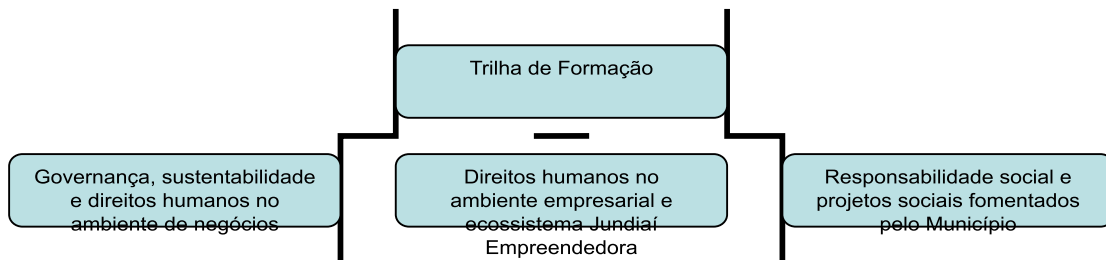 Trilha de Formação
Governança, sustentabilidade
e direitos humanos no
ambiente de negócios
Direitos humanos no
ambiente empresarial e
ecossistema Jundiaí
Empreendedora
Responsabilidade social e
projetos sociais fomentados
pelo Município